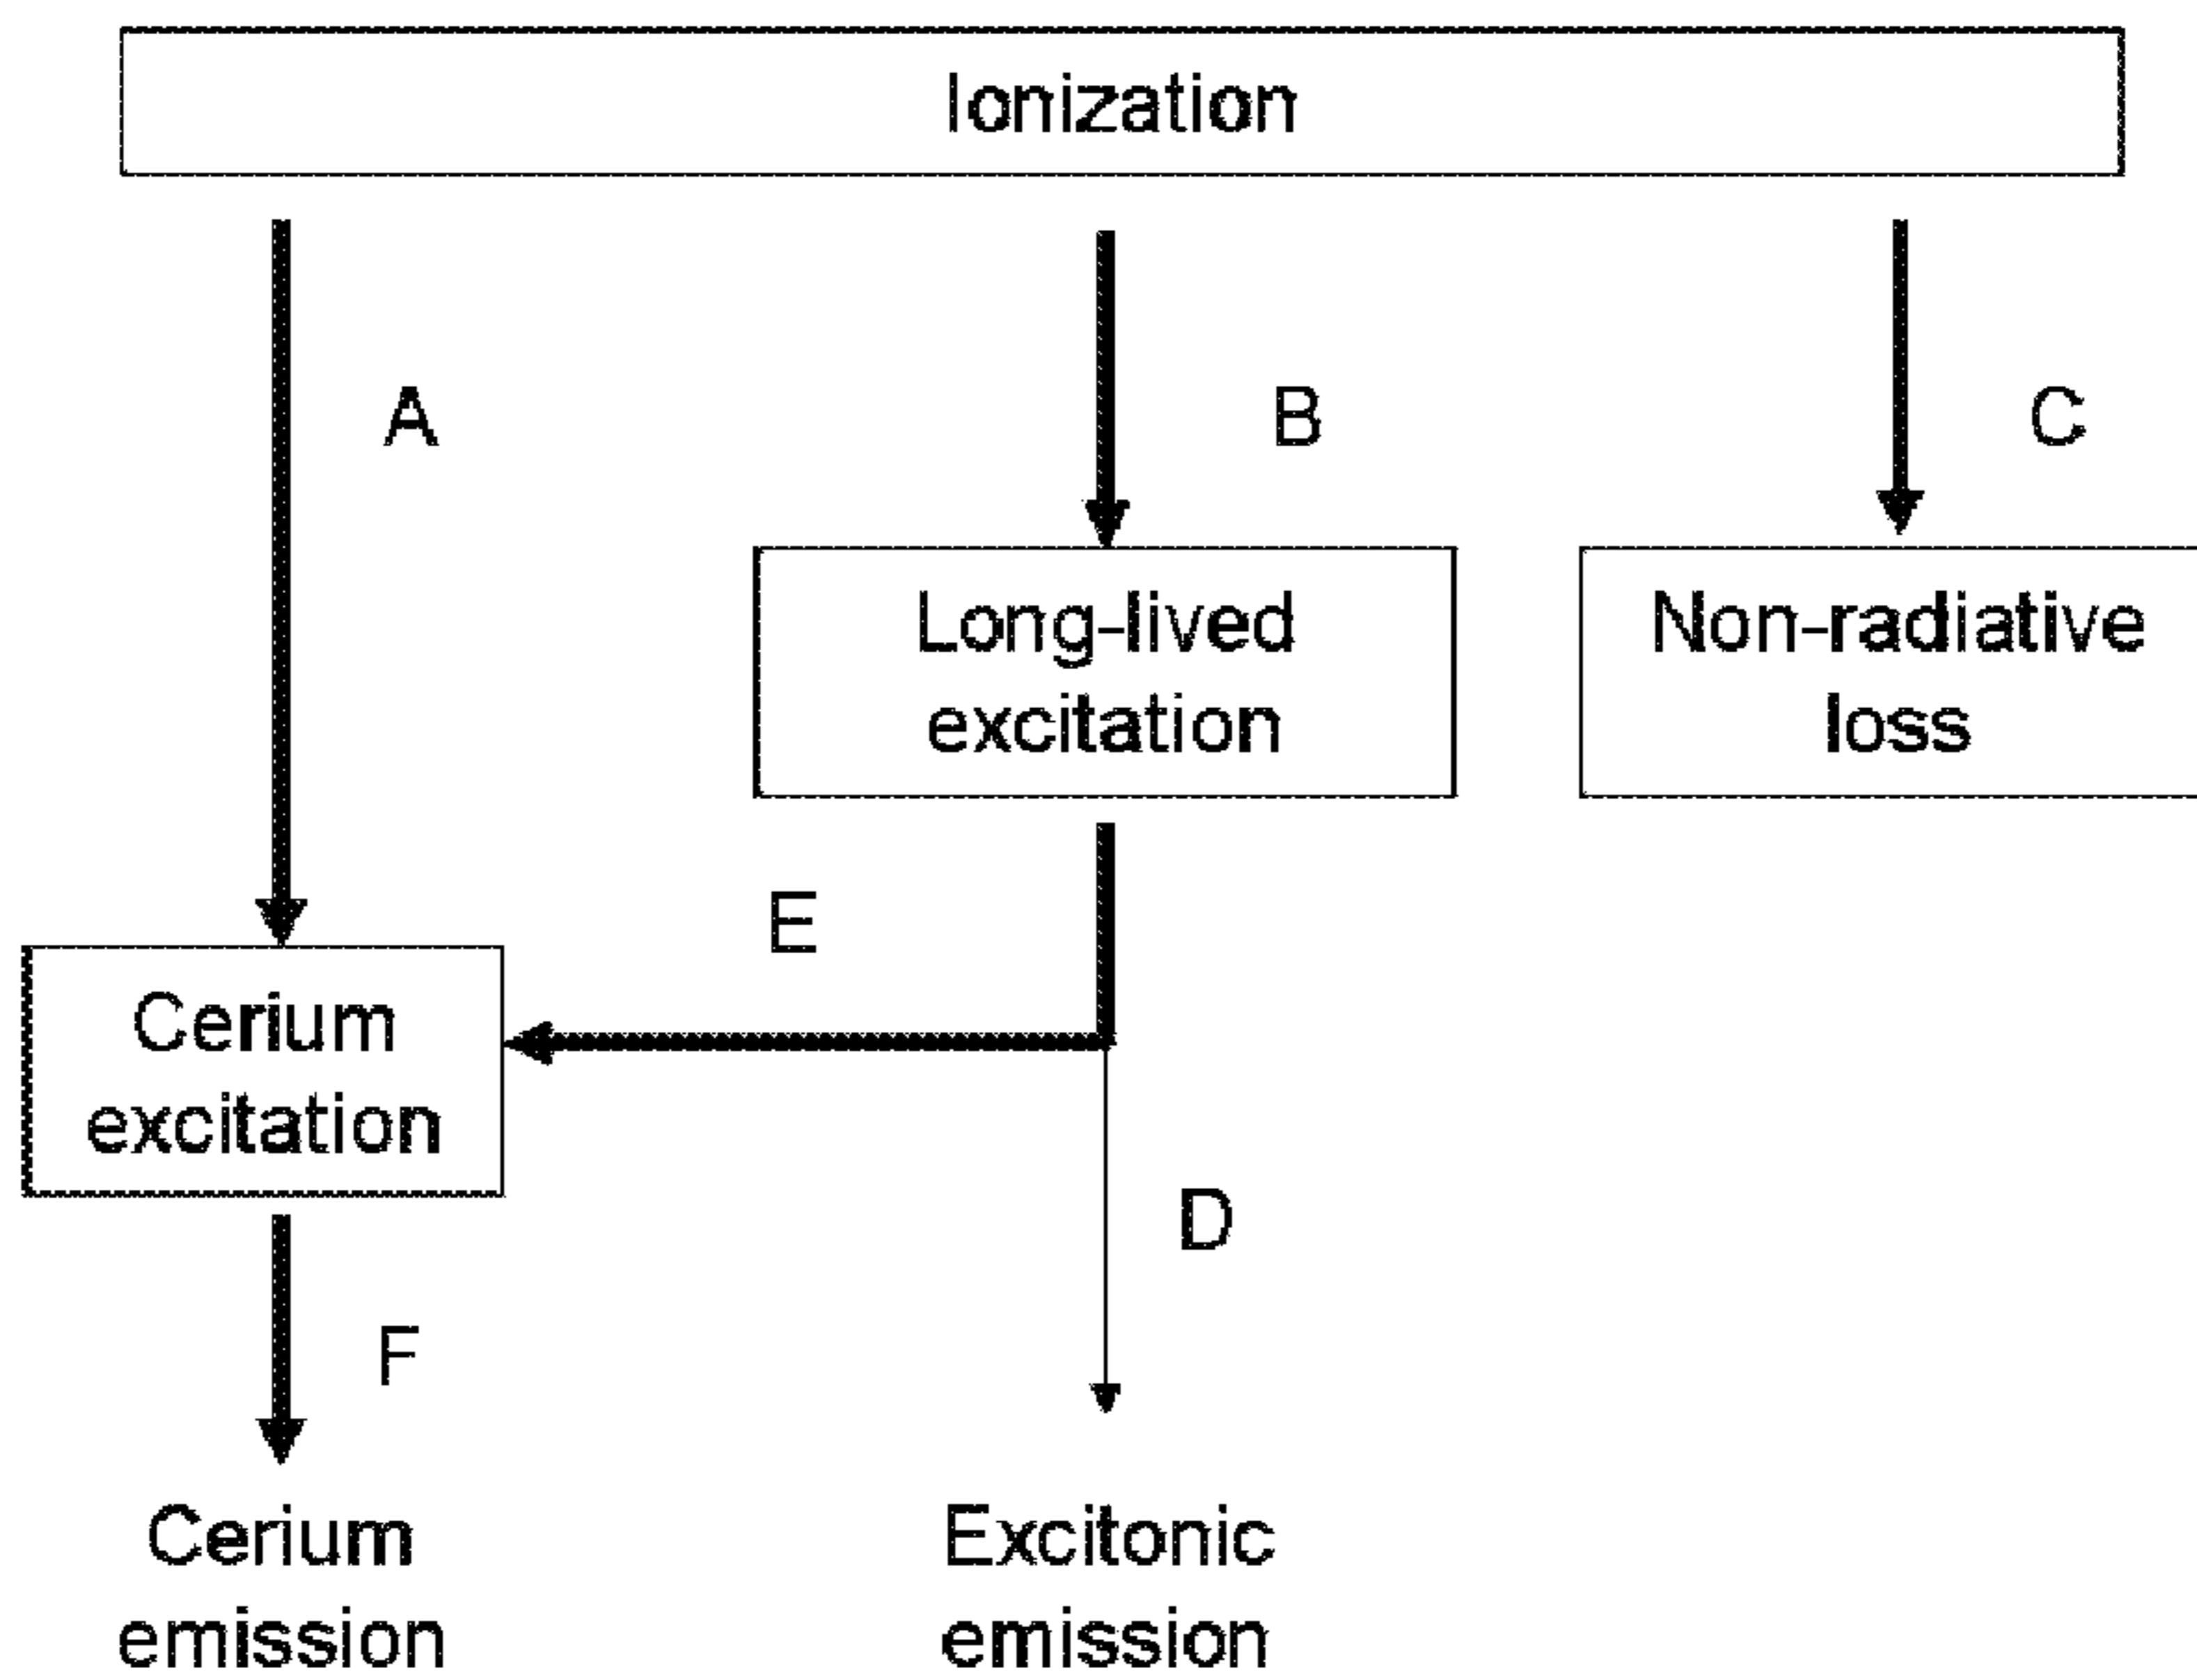 Ionization
A
B
C
Long-lived
excitation
Non-radiative
loss
E
Cerium
excitation
D
F
Cerium
emission
Excitonic
emission